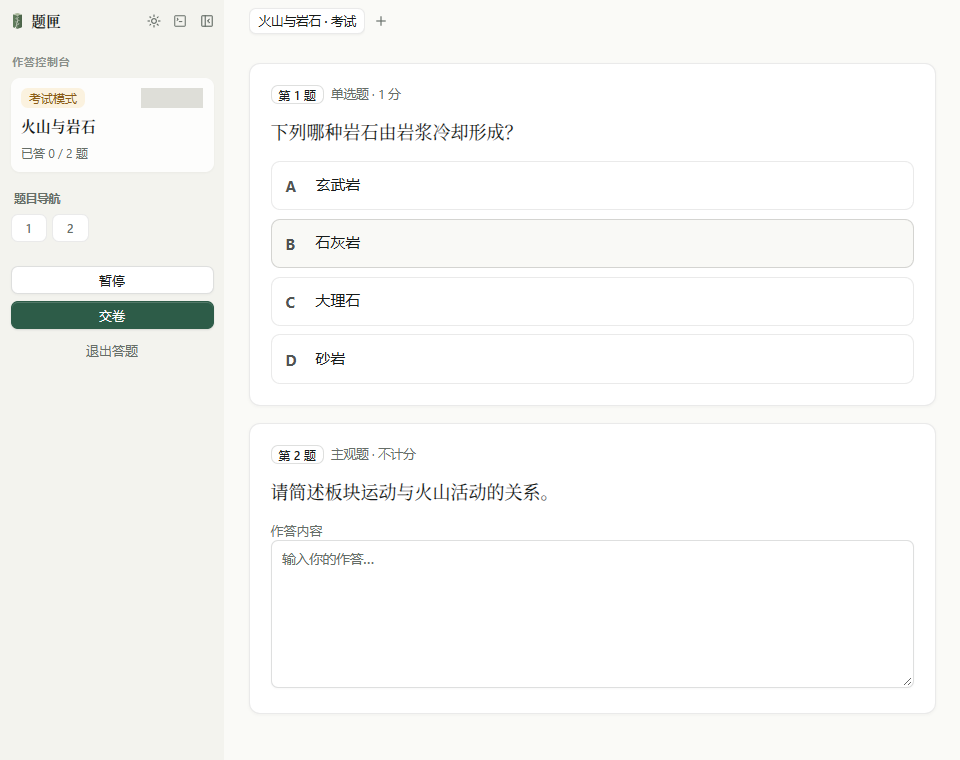 题匣
作答控制台
考试模式
火山与岩石
已答 0 / 2 题
题目导航
1 2
暂停
交卷
退出答题
火山与岩石 · 考试 +
第 1 题 单选题 · 1 分
下列哪种岩石由岩浆冷却形成？
A 玄武岩
B 石灰岩
C 大理石
D 砂岩
第 2 题 主观题 · 不计分
请简述板块运动与火山活动的关系。
作答内容
输入你的作答...